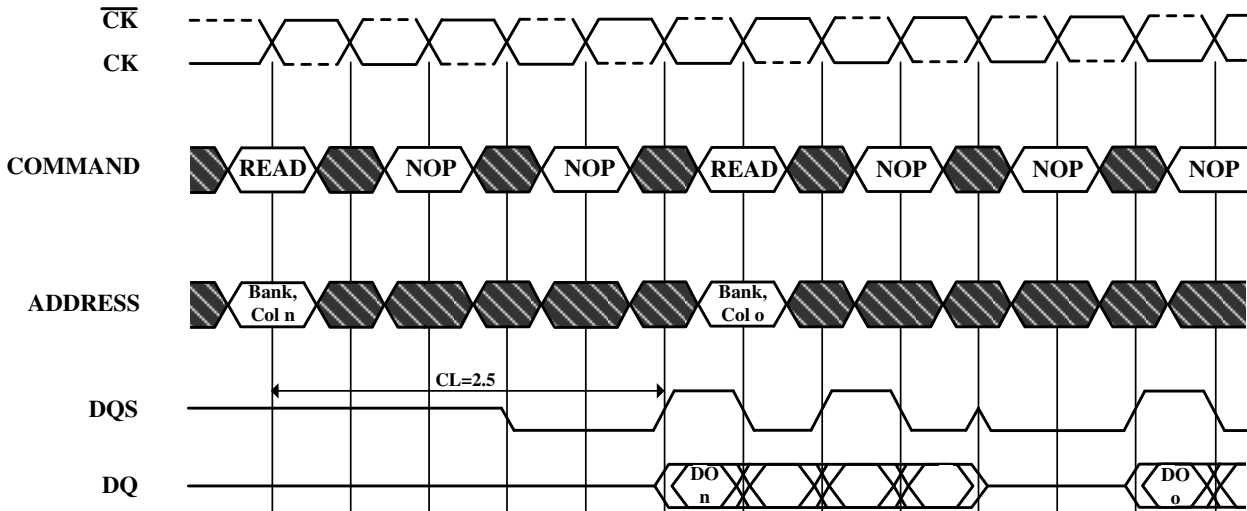 C̅K̅
CK
COMMAND
READ
NOP
NOP
READ
NOP
NOP
NOP
ADDRESS
Bank,
Col n
Bank,
Col o
CL=2.5
DQS
DQ
DO
n
DO
o